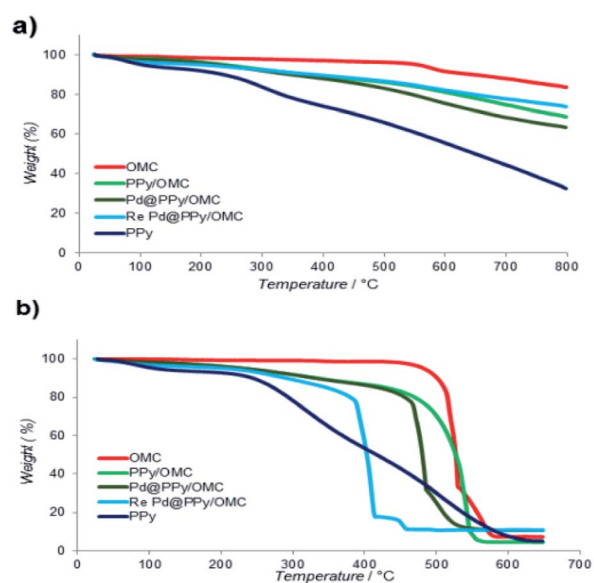 a)
100
80
60
40
20
0
Weight (%)
OMC
PPy/OMC
Pd@PPy/OMC
Re Pd@PPy/OMC
PPy
0 100 200 300 400 500 600 700 800
Temperature / °C
b)
100
80
60
40
20
0
Weight ( %)
OMC
PPy/OMC
Pd@PPy/OMC
Re Pd@PPy/OMC
PPy
0 100 200 300 400 500 600 700
Temperature / °C